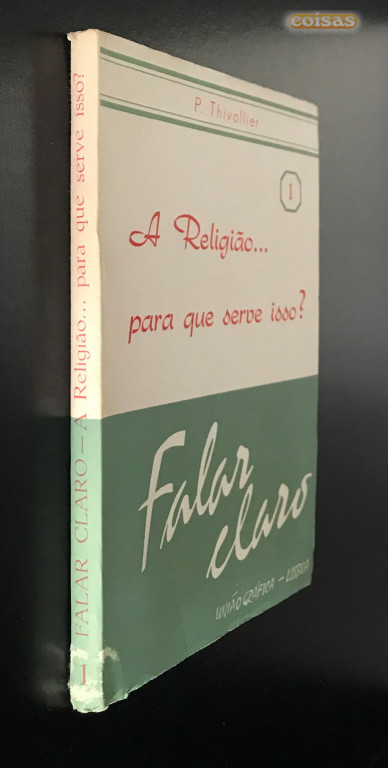 coisas
P. Thivollier
1
A Religião...
para que serve isso?
Falar
claro
UNIÃO GRÁFICA - LISBOA
1 FALAR CLARO - A Religião... para que serve isso?